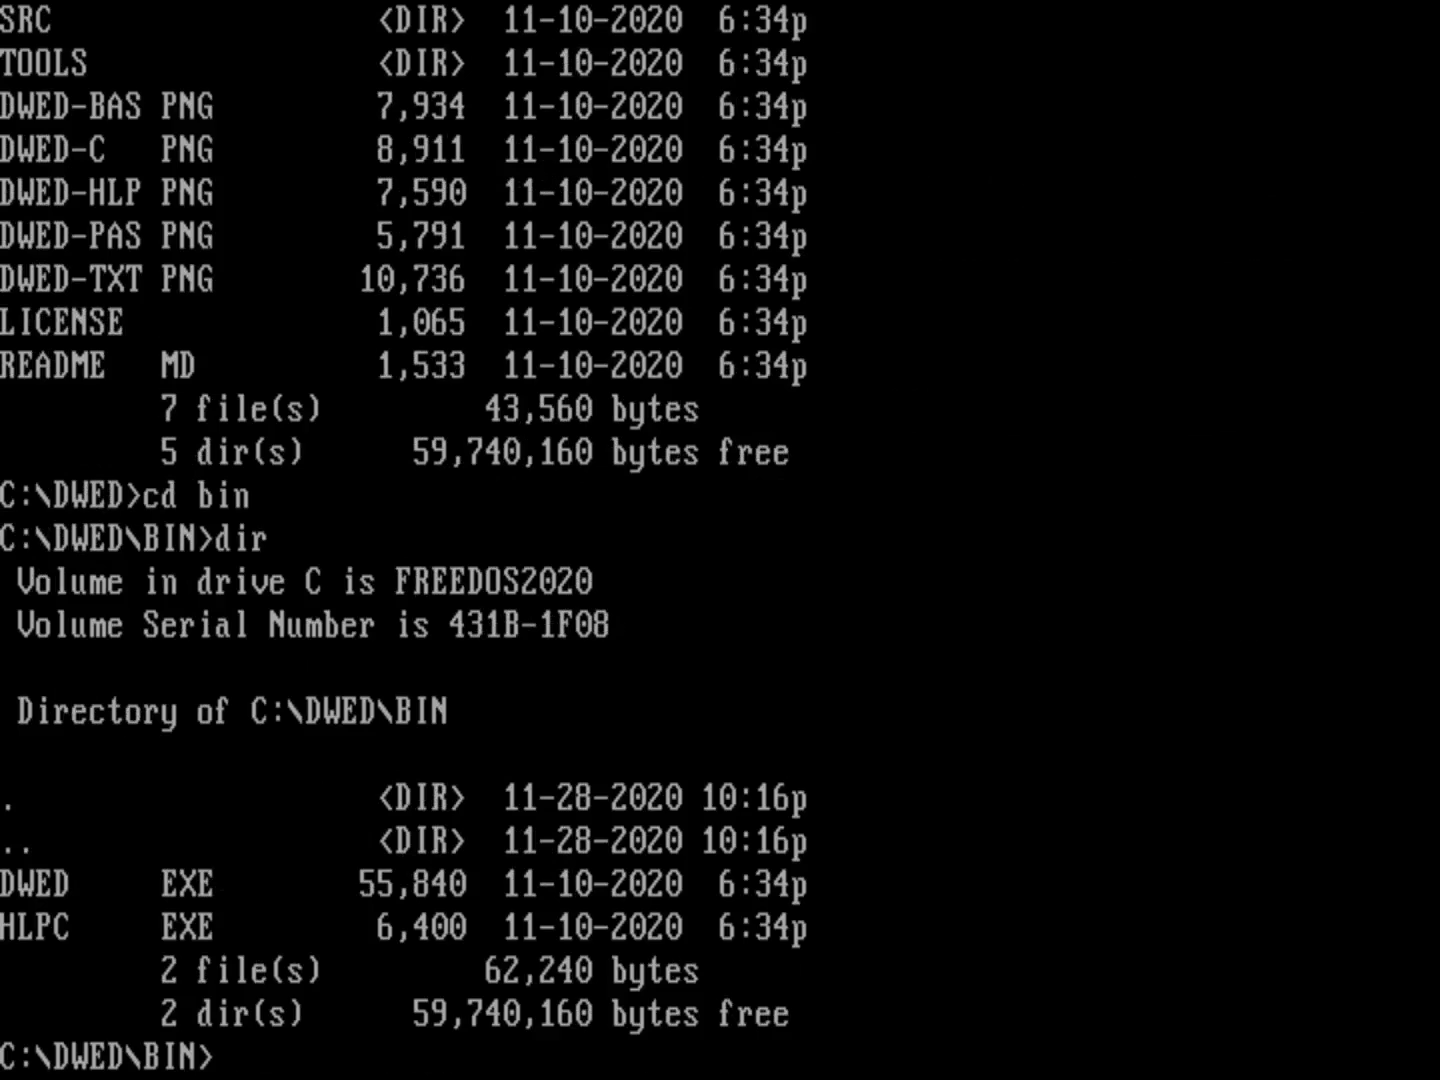 SRC                  <DIR>  11-10-2020  6:34p
TOOLS                <DIR>  11-10-2020  6:34p
DWED-BAS PNG         7,934  11-10-2020  6:34p
DWED-C   PNG         8,911  11-10-2020  6:34p
DWED-HLP PNG         7,590  11-10-2020  6:34p
DWED-PAS PNG         5,791  11-10-2020  6:34p
DWED-TXT PNG        10,736  11-10-2020  6:34p
LICENSE              1,065  11-10-2020  6:34p
README   MD          1,533  11-10-2020  6:34p
         7 file(s)         43,560 bytes
         5 dir(s)      59,740,160 bytes free
C:\DWED>cd bin
C:\DWED\BIN>dir
 Volume in drive C is FREEDOS2020
 Volume Serial Number is 431B-1F08
 Directory of C:\DWED\BIN
.                    <DIR>  11-28-2020 10:16p
..                   <DIR>  11-28-2020 10:16p
DWED     EXE        55,840  11-10-2020  6:34p
HLPC     EXE         6,400  11-10-2020  6:34p
         2 file(s)         62,240 bytes
         2 dir(s)      59,740,160 bytes free
C:\DWED\BIN>